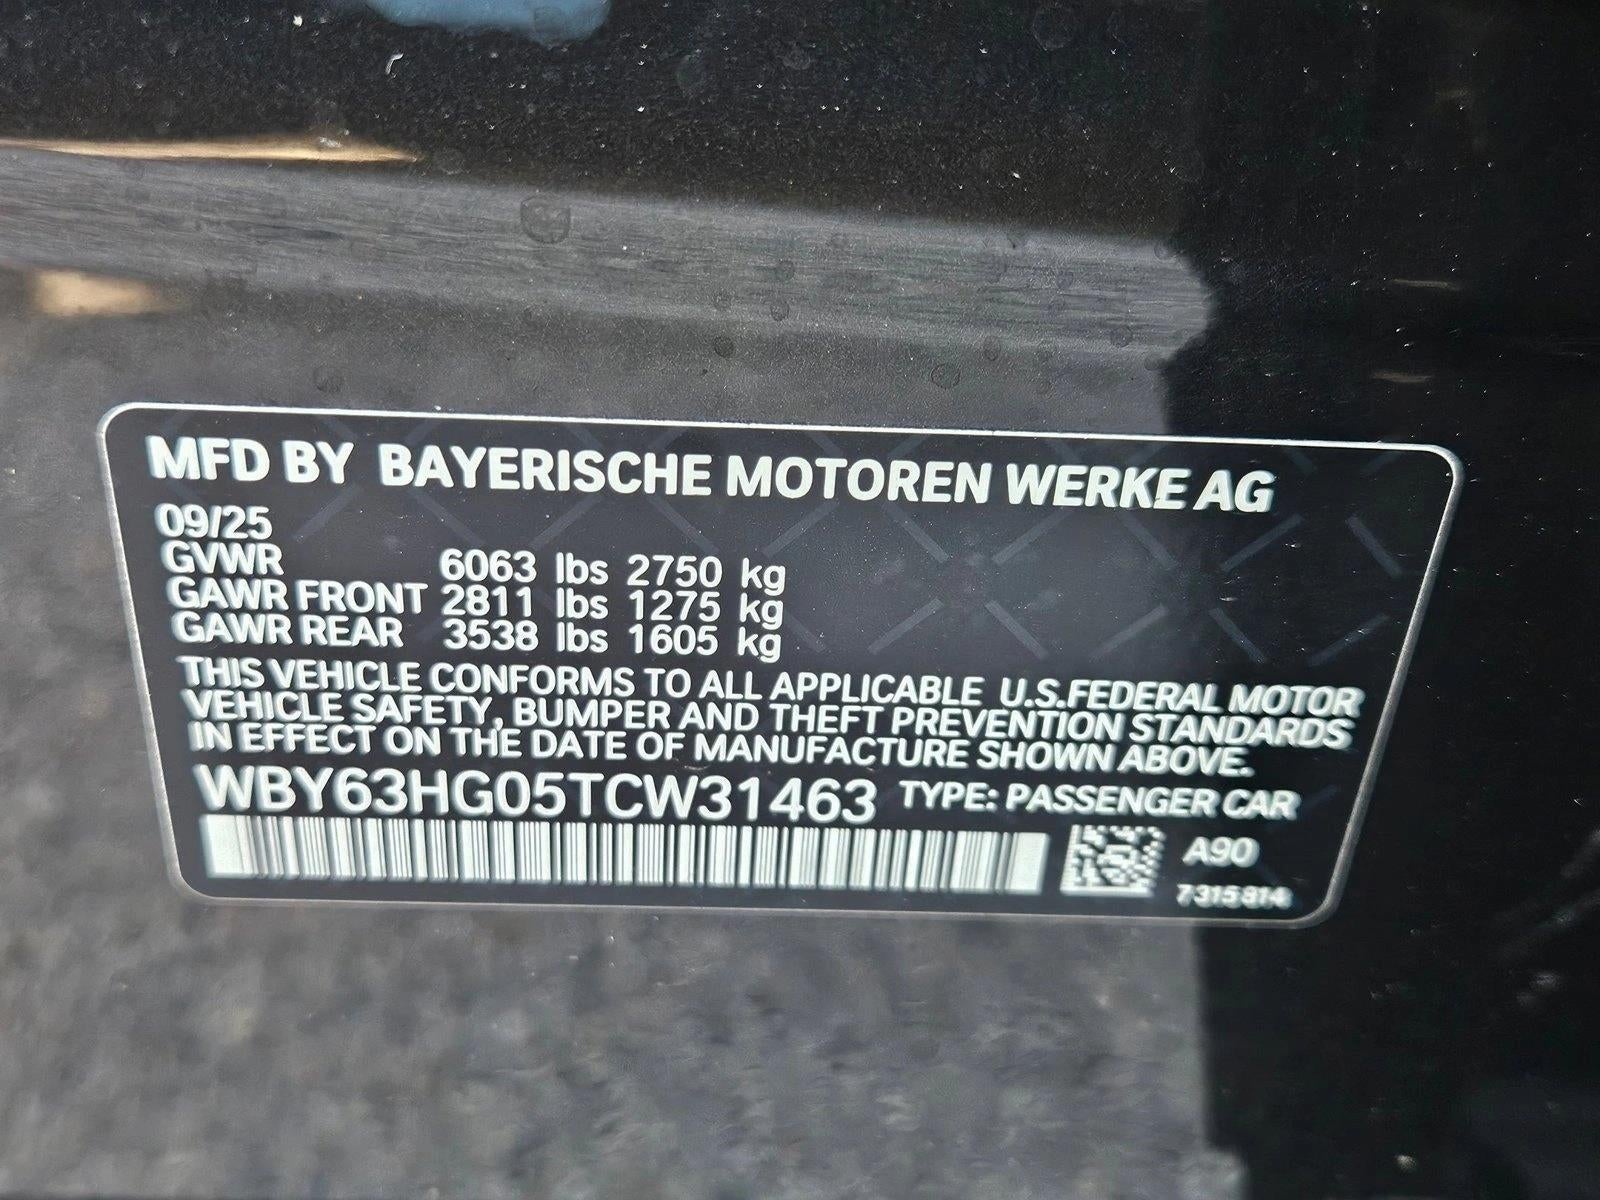 MFD BY BAYERISCHE MOTOREN WERKE AG
09/25
GVWR 6063 lbs 2750 kg
GAWR FRONT 2811 lbs 1275 kg
GAWR REAR 3538 lbs 1605 kg
THIS VEHICLE CONFORMS TO ALL APPLICABLE U.S.FEDERAL MOTOR
VEHICLE SAFETY, BUMPER AND THEFT PREVENTION STANDARDS
IN EFFECT ON THE DATE OF MANUFACTURE SHOWN ABOVE.
WBY63HG05TCW31463 TYPE: PASSENGER CAR
A90
7315814